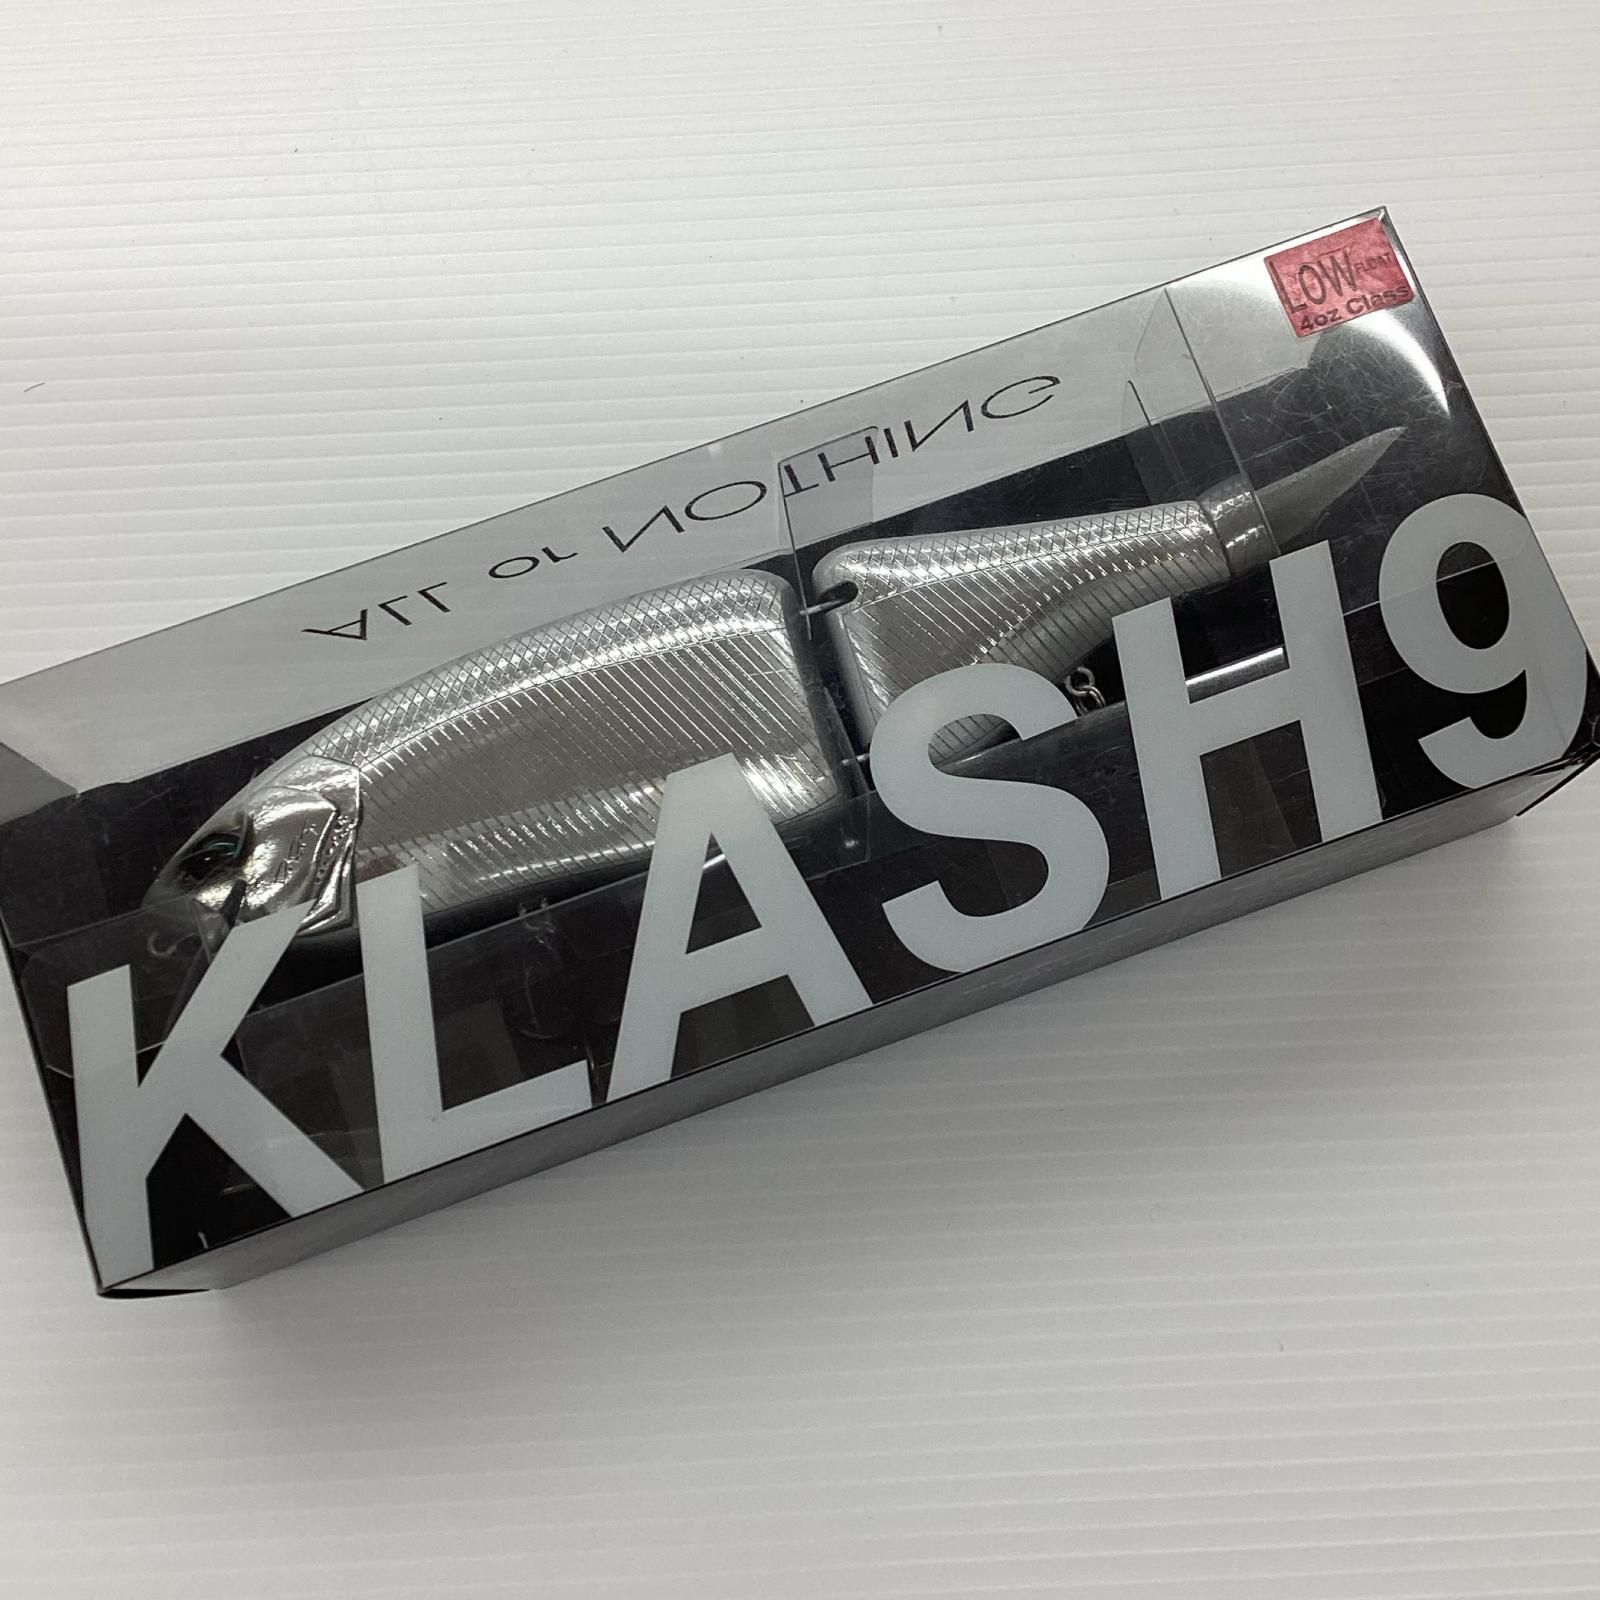 LOW FLOAT
4oz Class
ALL or NOTHING
KLASH9